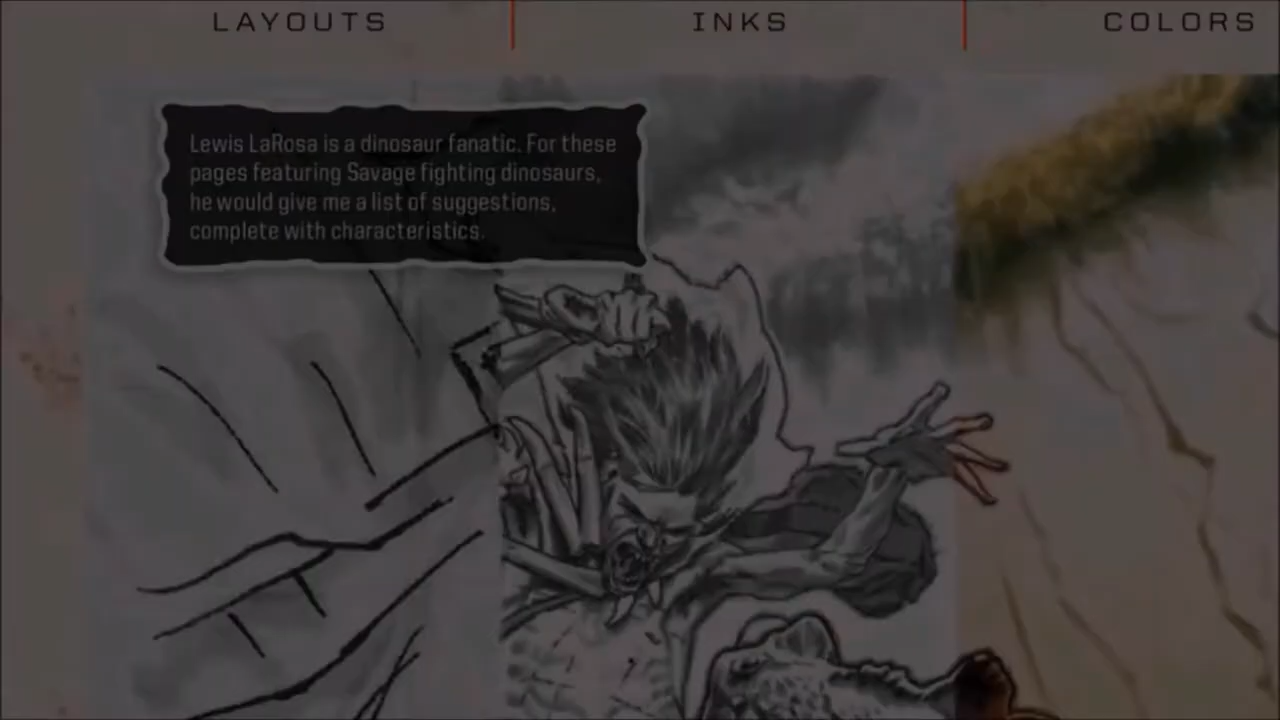 LAYOUTS
INKS
COLORS
Lewis LaRosa is a dinosaur fanatic. For these
pages featuring Savage fighting dinosaurs,
he would give me a list of suggestions,
complete with characteristics.